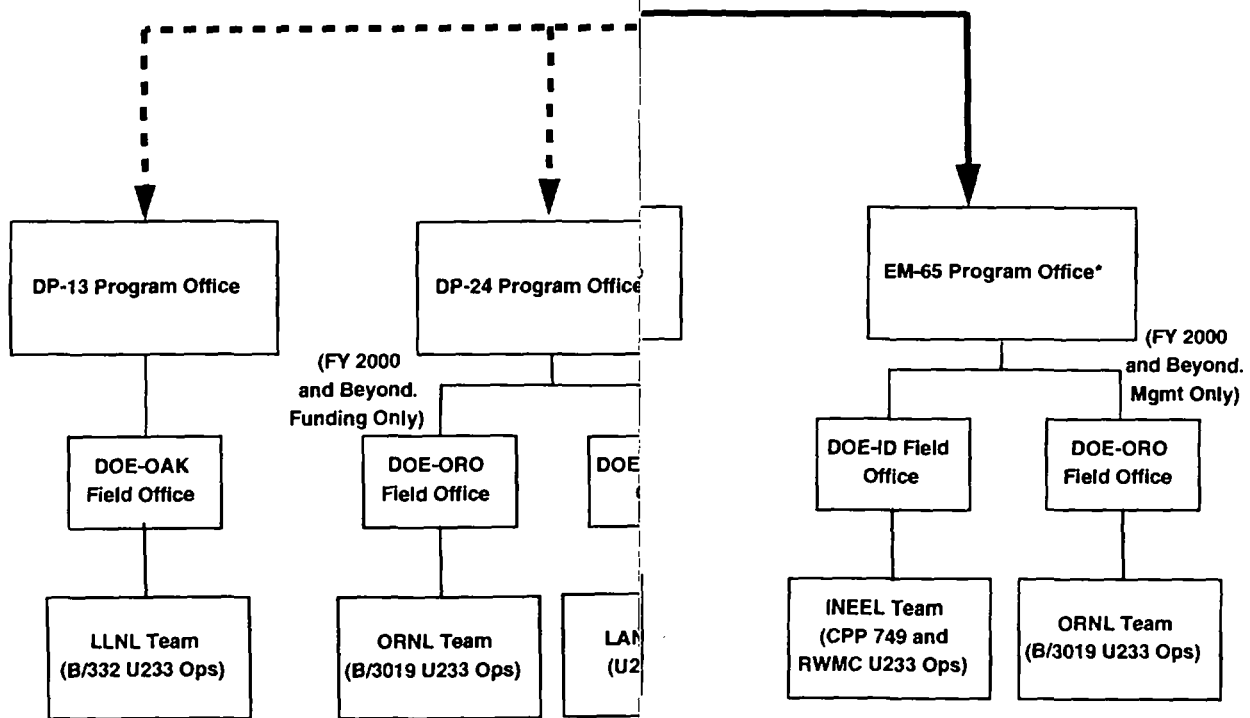 DP-13 Program Office
DP-24 Program Office
EM-65 Program Office*
(FY 2000
and Beyond.
Funding Only)
(FY 2000
and Beyond.
Mgmt Only)
DOE-OAK
Field Office
DOE-ORO
Field Office
DOE
DOE-ID Field
Office
DOE-ORO
Field Office
LLNL Team
(B/332 U233 Ops)
ORNL Team
(B/3019 U233 Ops)
LAN
(U2
INEEL Team
(CPP 749 and
RWMC U233 Ops)
ORNL Team
(B/3019 U233 Ops)